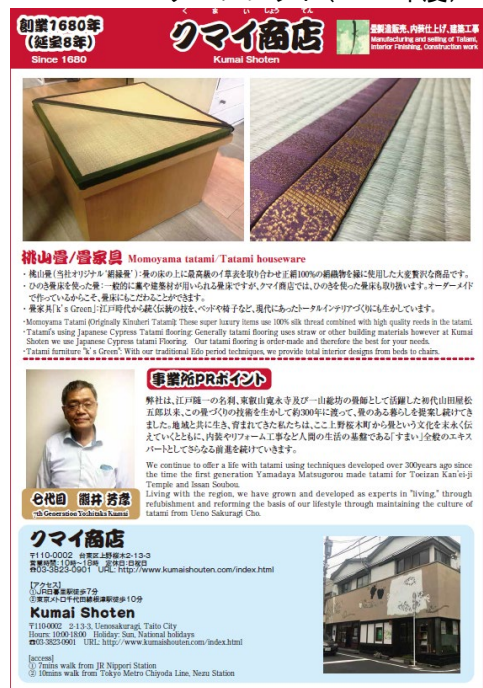 創業1680年
(延宝8年)
Since 1680
く ま い しょう てん
クマイ商店
Kumai Shoten
畳製造販売、内装仕上げ、建築工事
Manufacturing and selling of Tatami,
Interior Finishing, Construction work
桃山畳/畳家具 Momoyama tatami/Tatami houseware
・桃山畳(当社オリジナル‘絹縁畳’):畳の床の上に最高級のイ草表を取り合わせ正絹100%の絹織物を縁に使用した大変贅沢な商品です。
・ひのき畳床を使った畳:一般的に藁や建築材が用いられる畳床ですが、クマイ商店では、ひのきを使った畳床も取り扱います。オーダーメイド
で作っているからこそ、畳床にもこだわることができます。
・畳家具「k's Green」:江戸時代から続く伝統の技を、ベッドや椅子など、現代にあったトータルインテリアづくりにも生かしています。
・Momoyama Tatami (Originally Kinuheri Tatami): These super luxury items use 100% silk thread combined with high quality reeds in the tatami.
・Tatami's using Japanese Cypress Tatami flooring: Generally tatami flooring uses straw or other building materials however at Kumai
Shoten we use Japanese Cypress tatami Flooring. Our tatami flooring is order-made and therefore the best for your needs.
・Tatami furniture "k's Green": With our traditional Edo period techniques, we provide total interior designs from beds to chairs.
事業所PRポイント
弊社は、江戸随一の名刹、東叡山寛永寺及び一山総坊の畳師として活躍した初代山田屋松
五郎以来、この畳づくりの技術を生かして約300年に渡って、畳のある暮らしを提案し続けてき
ました。地域と共に生き、育まれてきた私たちは、ここ上野桜木町から畳という文化を末永く伝
えていくとともに、内装やリフォーム工事など人間の生活の基盤である「すまい」全般のエキス
パートとしてさらなる前進を続けていきます。
We continue to offer a life with tatami using techniques developed over 300years ago since
the time the first generation Yamadaya Matsugorou made tatami for Toeizan Kan'ei-ji
Temple and Issan Soubou.
Living with the region, we have grown and developed as experts in "living," through
refubishment and reforming the basis of our lifestyle through maintaining the culture of
tatami from Ueno Sakuragi Cho.
七代目 熊井 芳孝
7th Generation Yoshitaka Kumai
クマイ商店
〒110-0002 台東区上野桜木2-13-3
営業時間:10時~18時 定休日:日祝日
☎03-3823-0901 URL: http://www.kumaishouten.com/index.html
【アクセス】
①JR日暮里駅徒歩7分
②東京メトロ千代田線根津駅徒歩10分
Kumai Shoten
〒110-0002 2-13-3, Uenosakuragi, Taito City
Hours: 10:00-18:00 Holiday: Sun, National holidays
☎03-3823-0901 URL: http://www.kumaishouten.com/index.html
[access]
① 7mins walk from JR Nippori Station
② 10mins walk from Tokyo Metro Chiyoda Line, Nezu Station